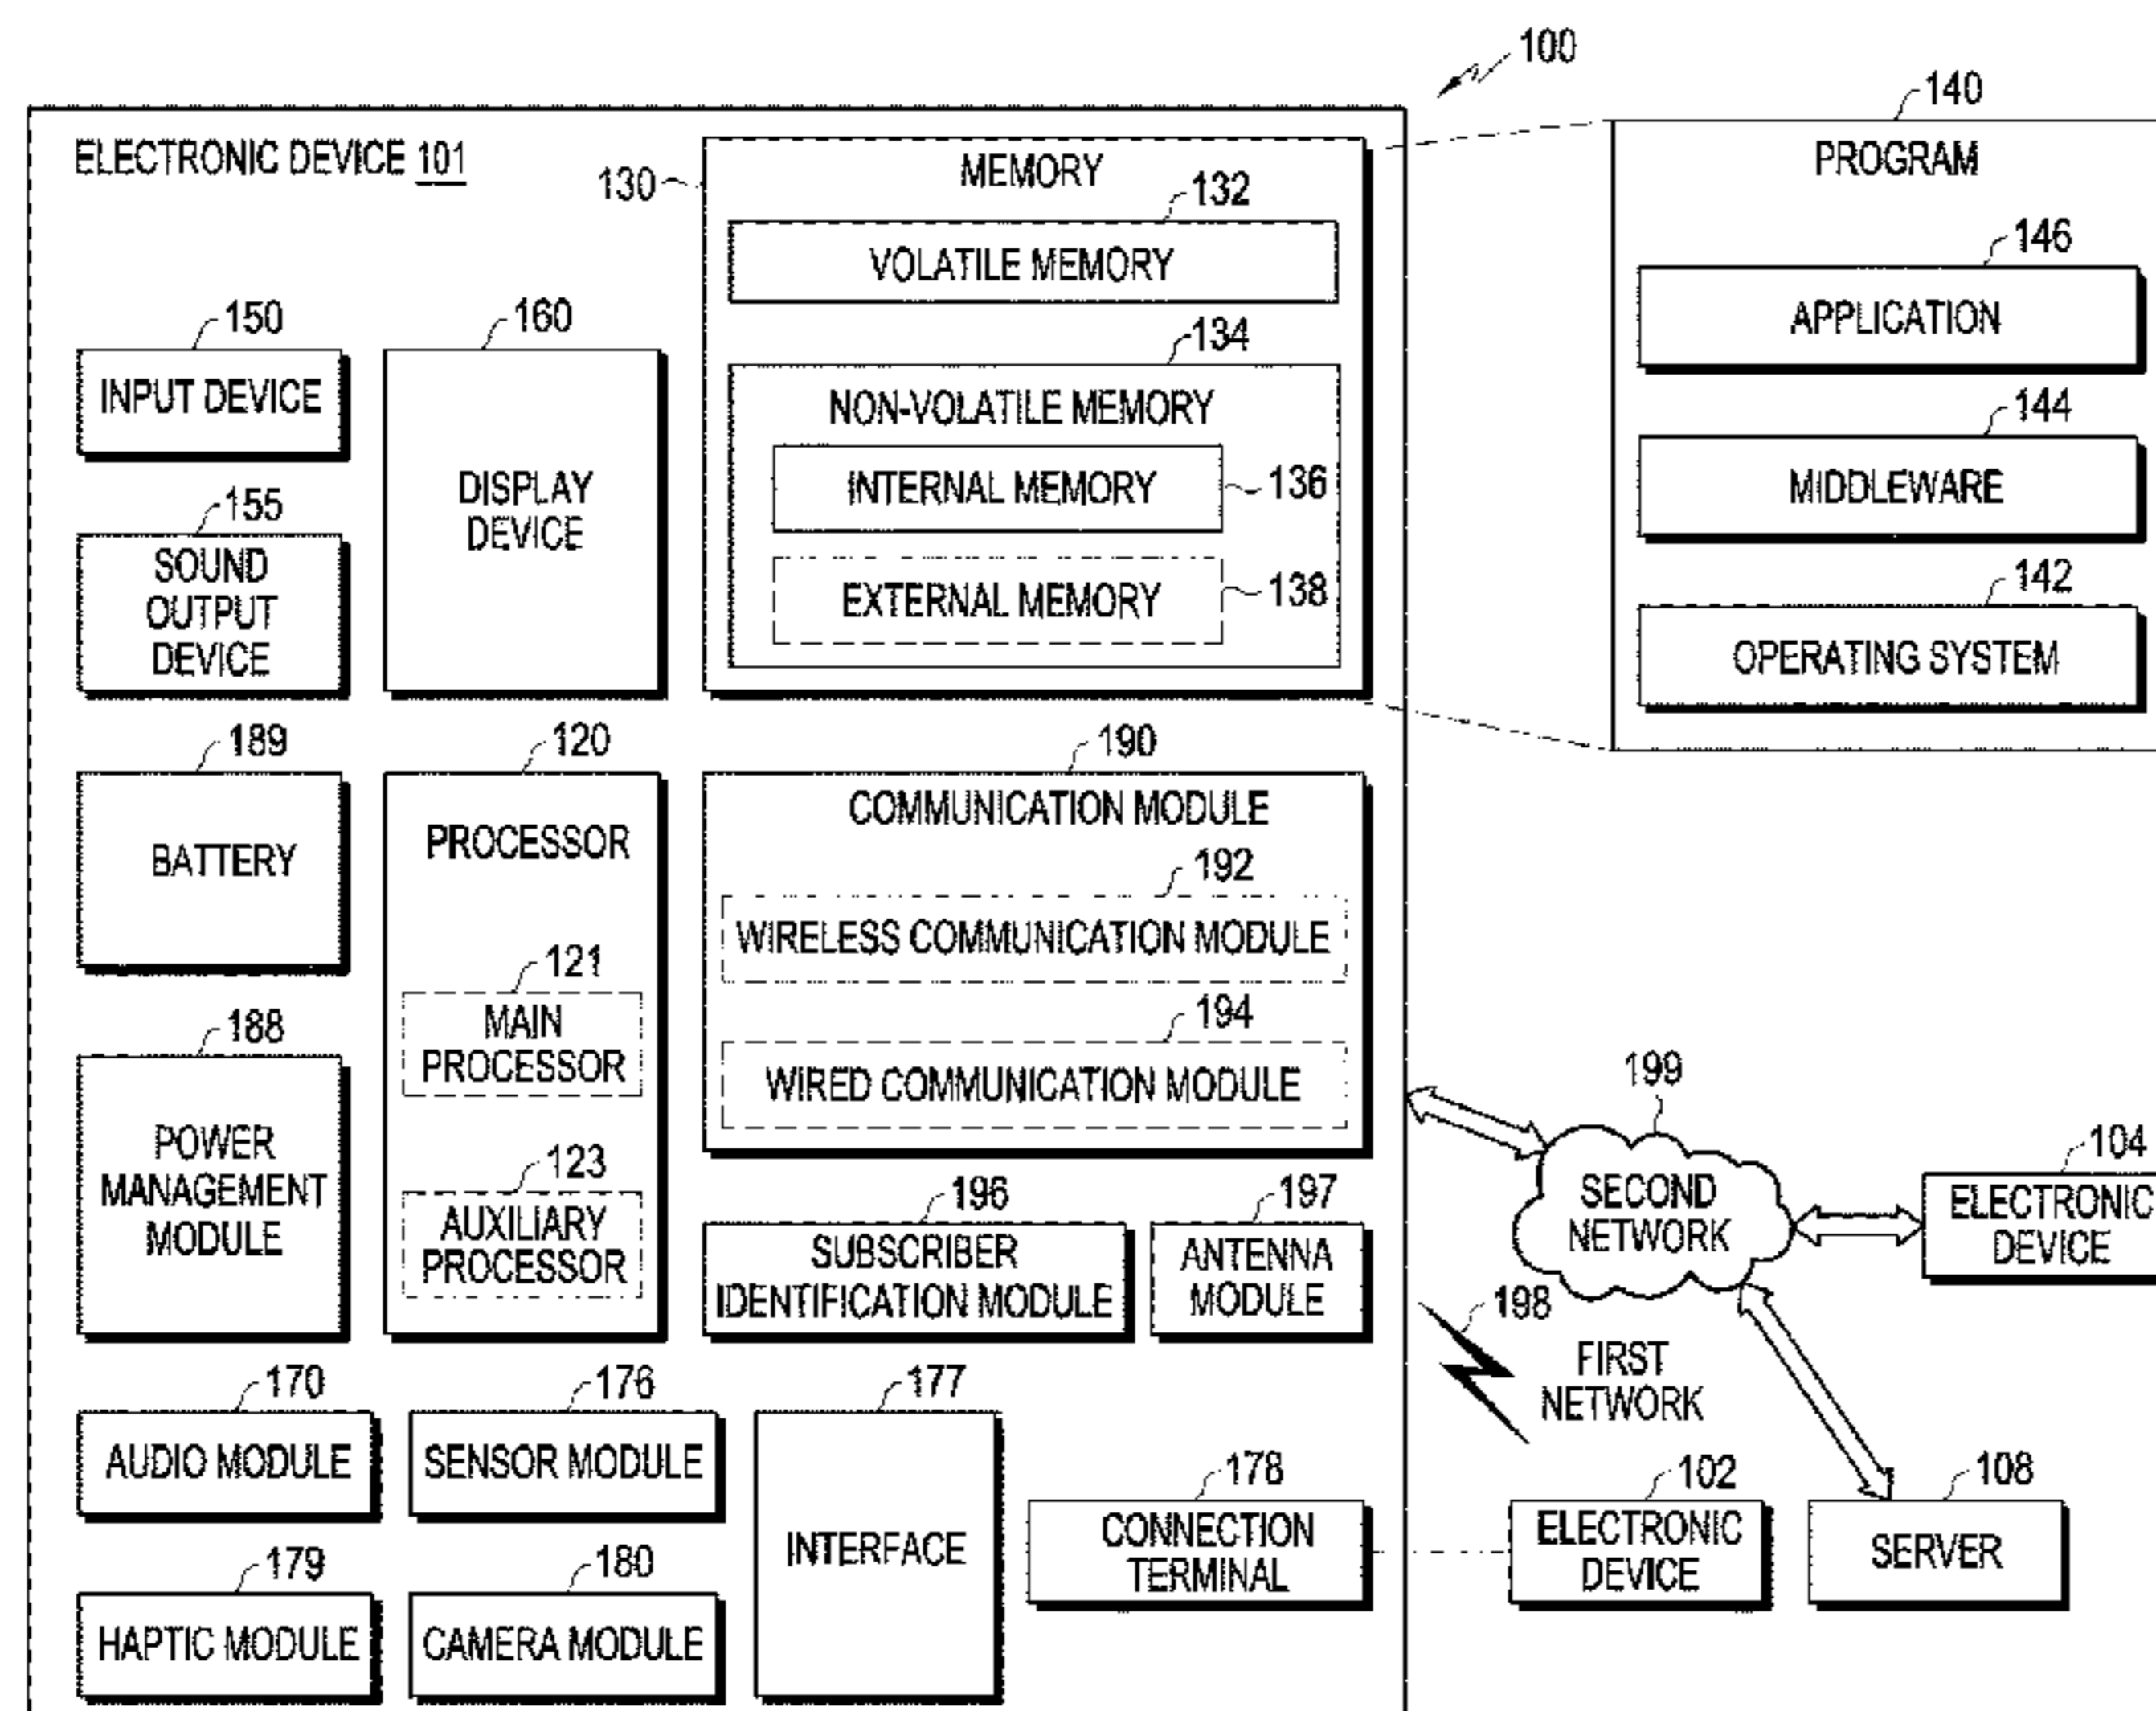 100
ELECTRONIC DEVICE 101
130
MEMORY
132
VOLATILE MEMORY
134
NON-VOLATILE MEMORY
INTERNAL MEMORY
136
EXTERNAL MEMORY
138
140
PROGRAM
146
APPLICATION
144
MIDDLEWARE
142
OPERATING SYSTEM
150
INPUT DEVICE
155
SOUND
OUTPUT
DEVICE
160
DISPLAY
DEVICE
189
BATTERY
188
POWER
MANAGEMENT
MODULE
120
PROCESSOR
121
MAIN
PROCESSOR
123
AUXILIARY
PROCESSOR
190
COMMUNICATION MODULE
192
WIRELESS COMMUNICATION MODULE
194
WIRED COMMUNICATION MODULE
196
SUBSCRIBER
IDENTIFICATION MODULE
197
ANTENNA
MODULE
199
SECOND
NETWORK
104
ELECTRONIC
DEVICE
198
FIRST
NETWORK
170
AUDIO MODULE
176
SENSOR MODULE
177
INTERFACE
178
CONNECTION
TERMINAL
102
ELECTRONIC
DEVICE
108
SERVER
179
HAPTIC MODULE
180
CAMERA MODULE